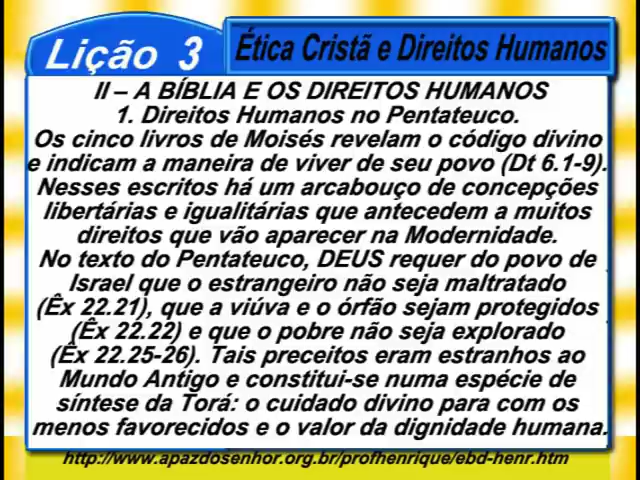 Lição 3
Ética Cristã e Direitos Humanos
II – A BÍBLIA E OS DIREITOS HUMANOS
1. Direitos Humanos no Pentateuco.
Os cinco livros de Moisés revelam o código divino
e indicam a maneira de viver de seu povo (Dt 6.1-9).
Nesses escritos há um arcabouço de concepções
libertárias e igualitárias que antecedem a muitos
direitos que vão aparecer na Modernidade.
No texto do Pentateuco, DEUS requer do povo de
Israel que o estrangeiro não seja maltratado
(Êx 22.21), que a viúva e o órfão sejam protegidos
(Êx 22.22) e que o pobre não seja explorado
(Êx 22.25-26). Tais preceitos eram estranhos ao
Mundo Antigo e constitui-se numa espécie de
síntese da Torá: o cuidado divino para com os
menos favorecidos e o valor da dignidade humana.
http://www.apazdosenhor.org.br/profhenrique/ebd-henr.htm